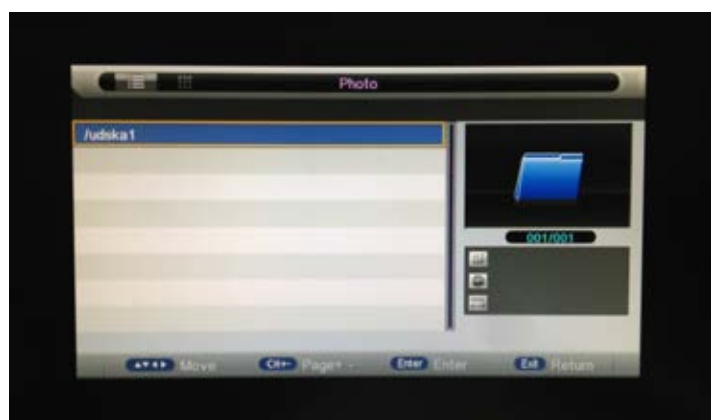 Photo
/udska1
001/001
Move CH+- Page+ - Enter Enter Exit Return